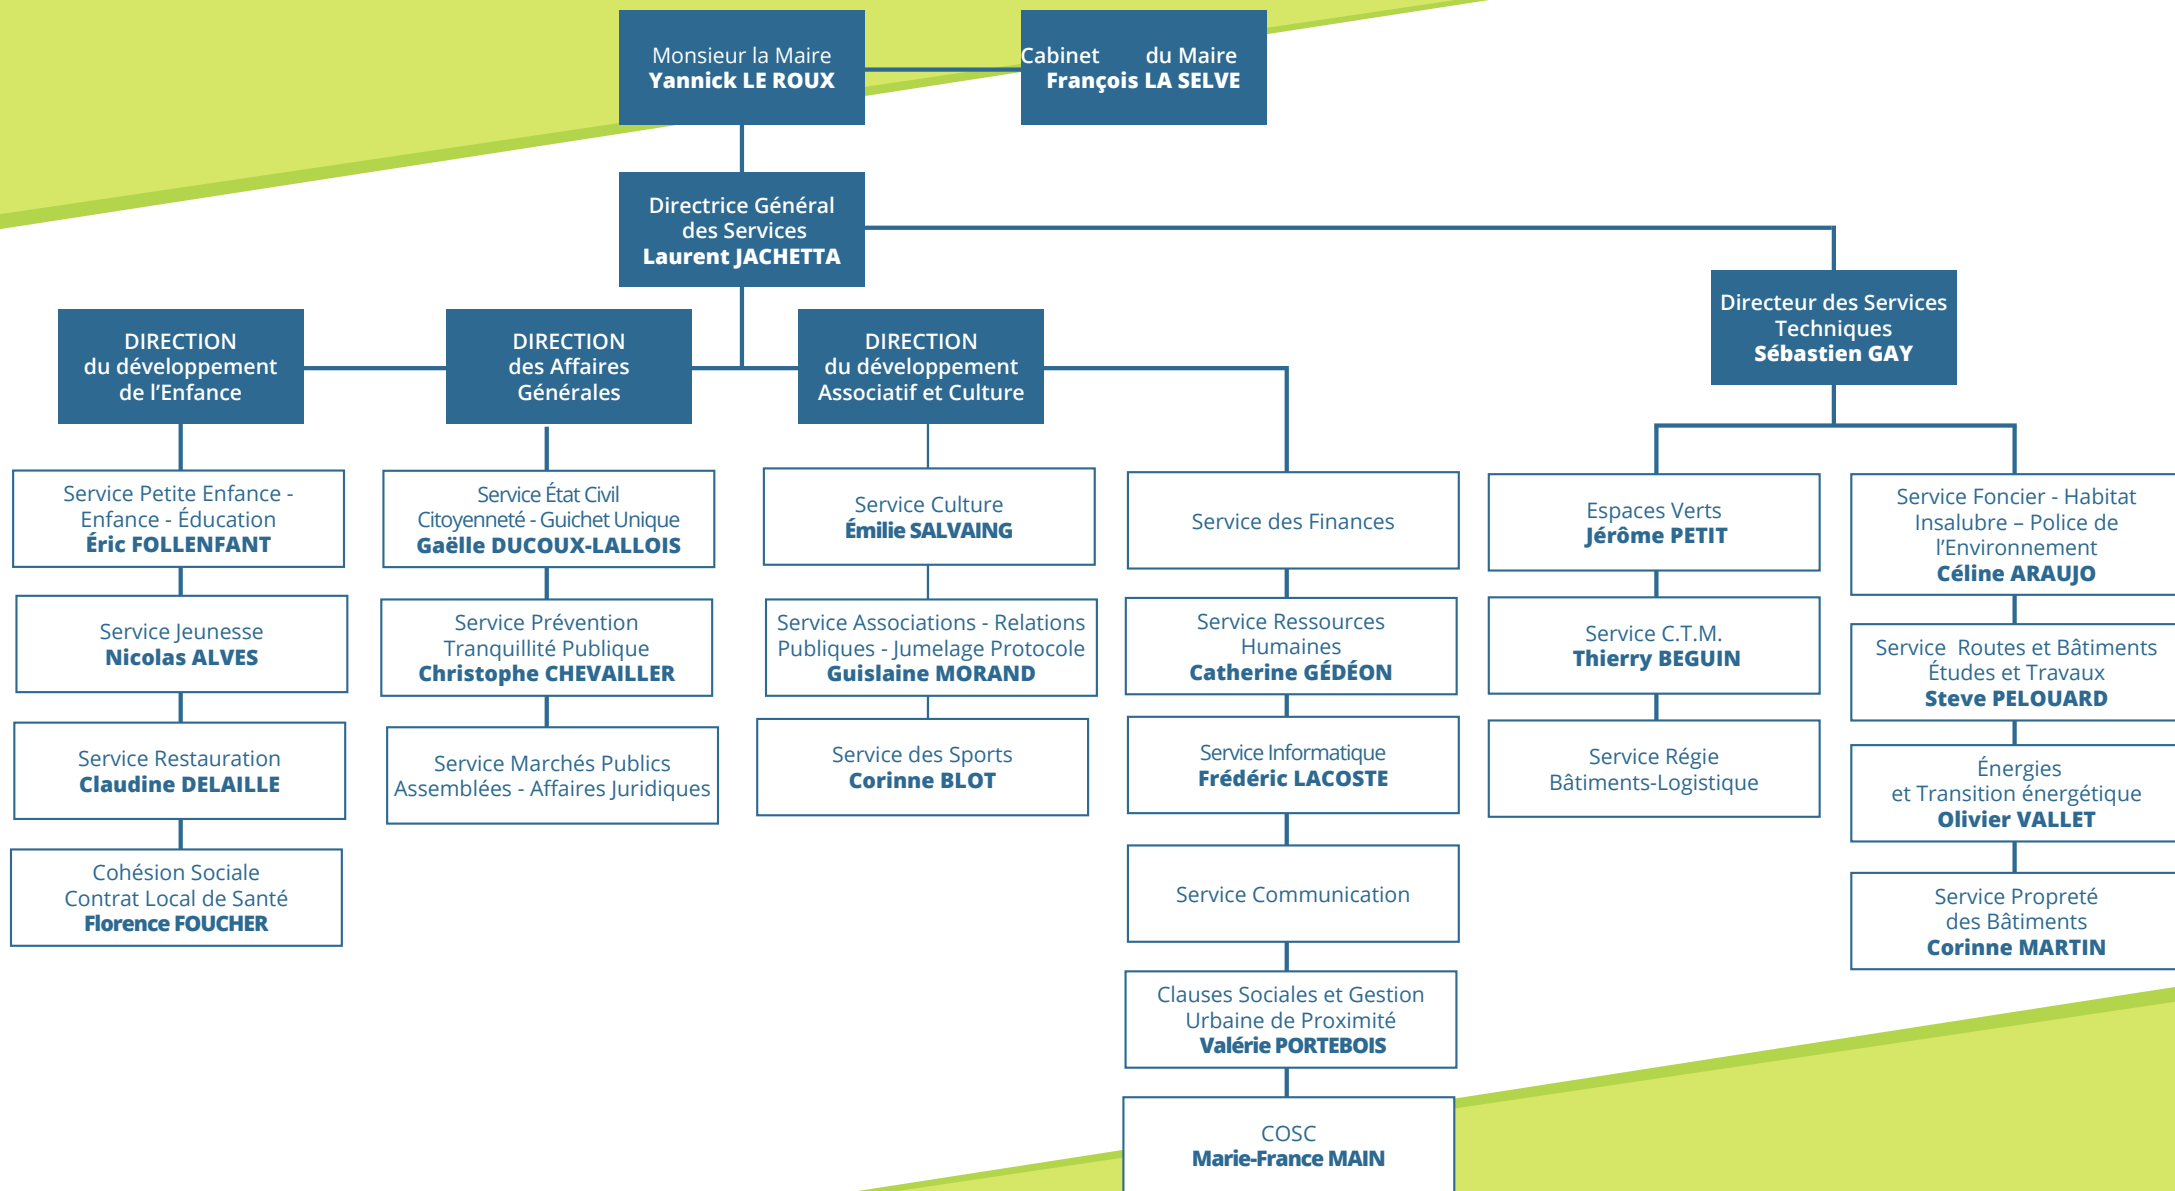 Monsieur la Maire
Yannick LE ROUX
Cabinet du Maire
François LA SELVE
Directrice Général
des Services
Laurent JACHETTA
Directeur des Services
Techniques
Sébastien GAY
DIRECTION
du développement
de l’Enfance
DIRECTION
des Affaires
Générales
DIRECTION
du développement
Associatif et Culture
Service Petite Enfance -
Enfance - Éducation
Éric FOLLENFANT
Service Jeunesse
Nicolas ALVES
Service Restauration
Claudine DELAILLE
Cohésion Sociale
Contrat Local de Santé
Florence FOUCHER
Service État Civil
Citoyenneté - Guichet Unique
Gaëlle DUCOUX-LALLOIS
Service Prévention
Tranquillité Publique
Christophe CHEVAILLER
Service Marchés Publics
Assemblées - Affaires Juridiques
Service Culture
Émilie SALVAING
Service Associations - Relations
Publiques - Jumelage Protocole
Guislaine MORAND
Service des Sports
Corinne BLOT
Service des Finances
Service Ressources
Humaines
Catherine GÉDÉON
Service Informatique
Frédéric LACOSTE
Service Communication
Clauses Sociales et Gestion
Urbaine de Proximité
Valérie PORTEBOIS
COSC
Marie-France MAIN
Espaces Verts
Jérôme PETIT
Service C.T.M.
Thierry BEGUIN
Service Régie
Bâtiments-Logistique
Service Foncier - Habitat
Insalubre – Police de
l’Environnement
Céline ARAUJO
Service Routes et Bâtiments
Études et Travaux
Steve PELOUARD
Énergies
et Transition énergétique
Olivier VALLET
Service Propreté
des Bâtiments
Corinne MARTIN